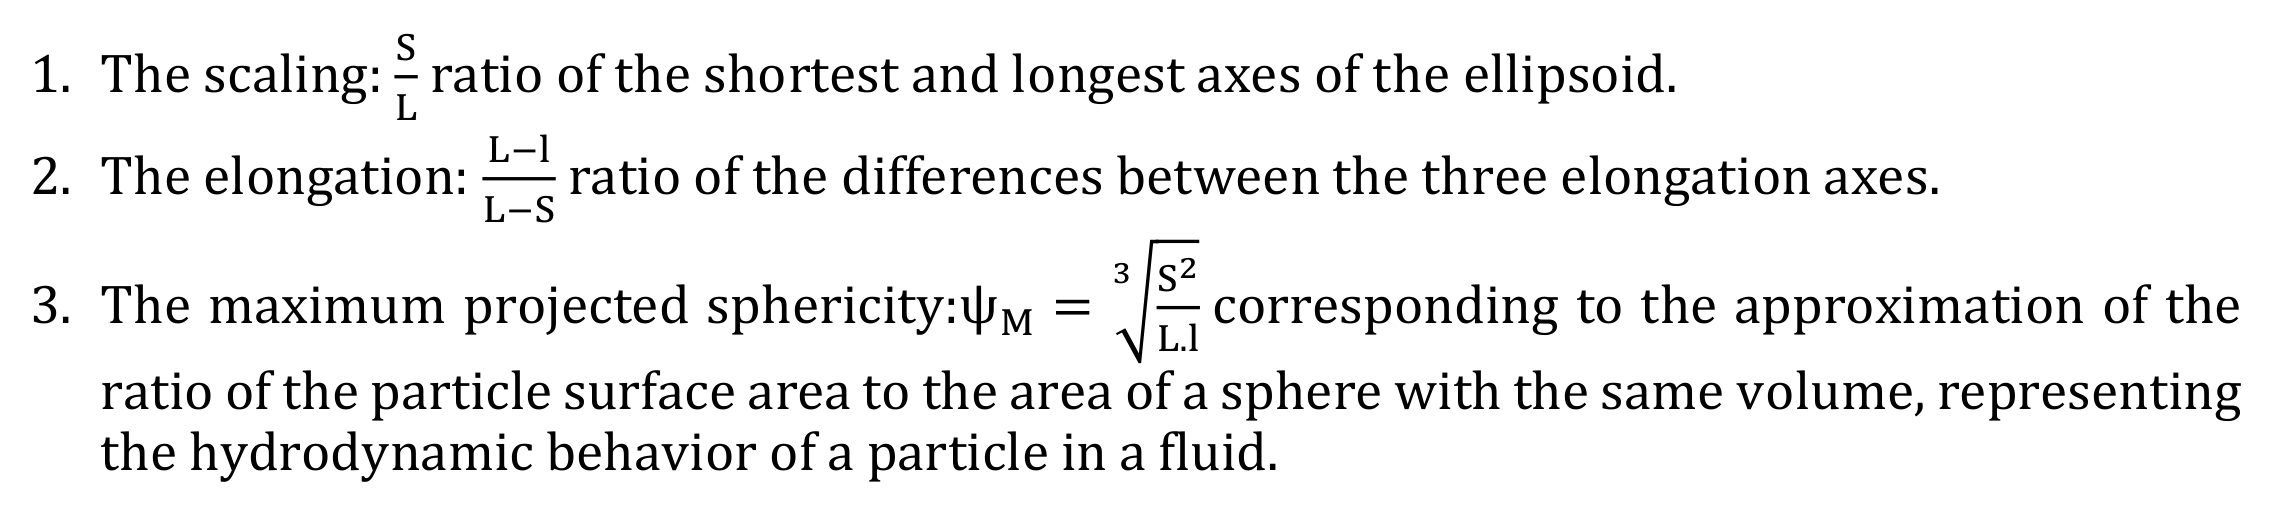 1. The scaling: S/L ratio of the shortest and longest axes of the ellipsoid.
2. The elongation: L−l/L−S ratio of the differences between the three elongation axes.
3. The maximum projected sphericity:ψM = ∛(S²/L.l) corresponding to the approximation of the
ratio of the particle surface area to the area of a sphere with the same volume, representing
the hydrodynamic behavior of a particle in a fluid.